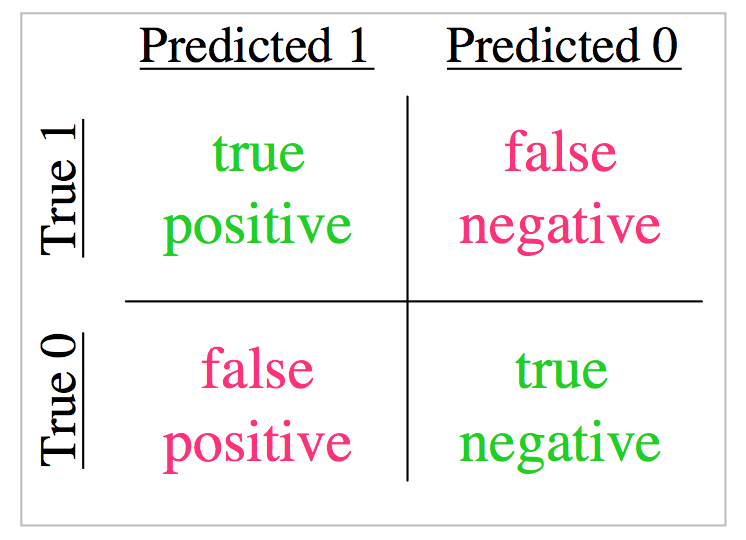 Predicted 1 Predicted 0
True 1
true false
positive negative
True 0
false true
positive negative